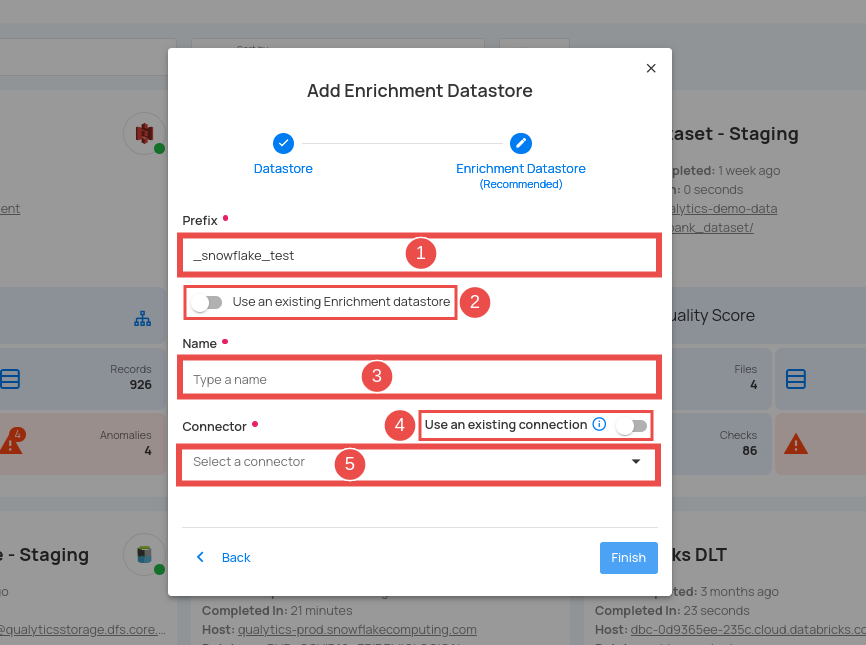 Add Enrichment Datastore
Datastore
Enrichment Datastore
(Recommended)
Prefix
_snowflake_test
1
Use an existing Enrichment datastore
2
Name
Type a name
3
Connector
4
Use an existing connection
Select a connector
5
Back
Finish
ent
Records
926
4
Anomalies
4
e - Staging
go
@qualyticsstorage.dfs.core....
Completed In: 21 minutes
Host: qualytics-prod.snowflakecomputing.com
aset - Staging
pleted: 1 week ago
n: 0 seconds
alytics-demo-data
bank_dataset/
uality Score
Files
4
Checks
86
ks DLT
ted: 3 months ago
Completed In: 23 seconds
Host: dbc-0d9365ee-235c.cloud.databricks.co